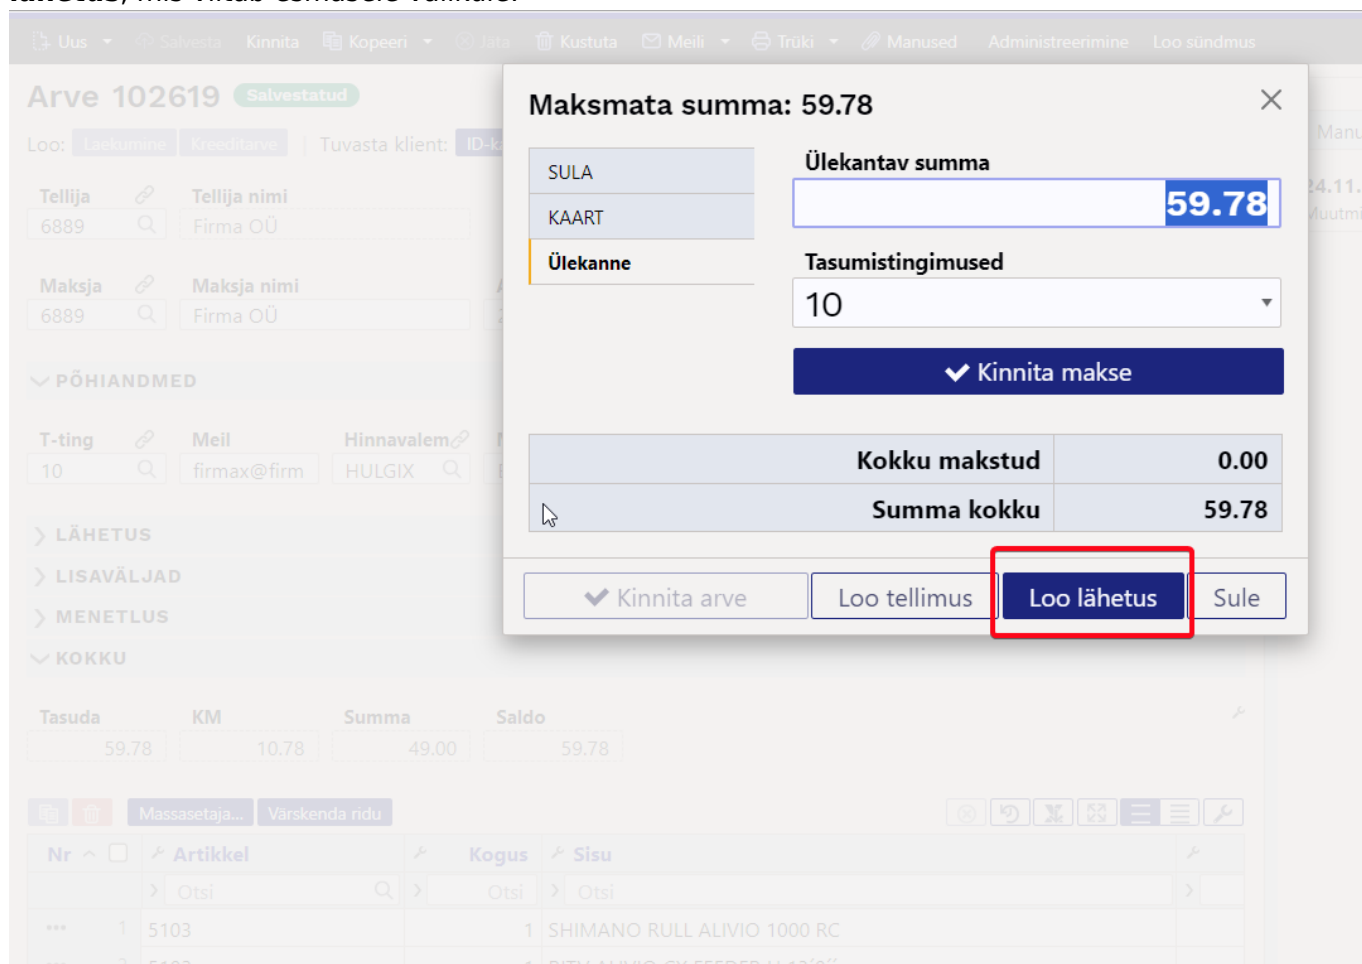 Uus Salvesta Kinnita Kopeeri Jäta Kustuta Meili Trüki Manused Administreerimine Loo sündmus
Arve 102619 Salvestatud
Loo: Laekumine Kreeditarve Tuvasta klient:
Tellija Tellija nimi
6889 Firma OÜ
Maksja Maksja nimi
6889 Firma OÜ
PÕHIANDMED
T-ting Meil Hinnavalem
10 firmax@firm HULGIX
LÄHETUS
LISAVÄLJAD
MENETLUS
KOKKU
Tasuda KM Summa Saldo
59.78 10.78 49.00 59.78
Massasetaja... Värskenda ridu
Nr Artikkel Kogus Sisu
Otsi Otsi Otsi
1 5103 1 SHIMANO RULL ALIVIO 1000 RC
Maksmata summa: 59.78
SULA
KAART
Ülekanne
Ülekantav summa
59.78
Tasumistingimused
10
Kinnita makse
Kokku makstud 0.00
Summa kokku 59.78
Kinnita arve Loo tellimus Loo lähetus Sule
24.11.